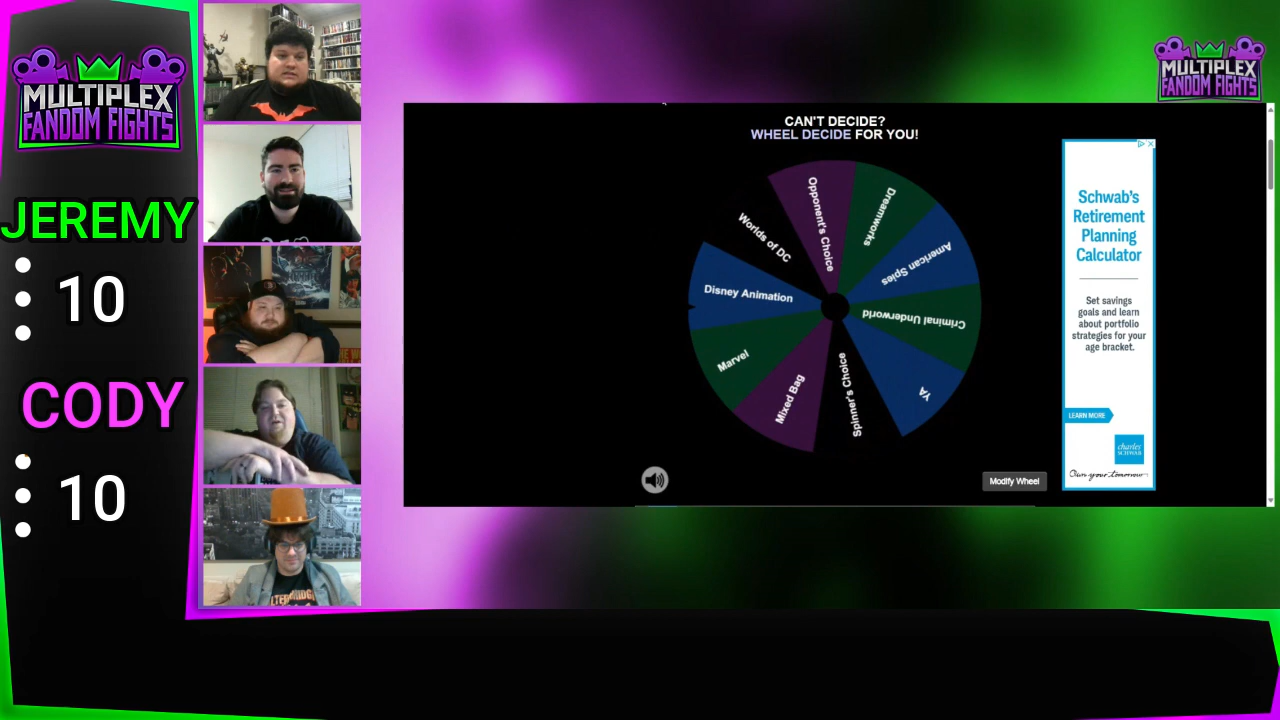 MULTIPLEX
FANDOM FIGHTS
JEREMY
10
CODY
10
MULTIPLEX
FANDOM FIGHTS
CAN'T DECIDE?
WHEEL DECIDE FOR YOU!
Opponent's Choice
Dreamworks
American Spies
Criminal Underworld
YA
Spinner's Choice
Mixed Bag
Marvel
Disney Animation
Worlds of DC
Modify Wheel
Schwab's
Retirement
Planning
Calculator
Set savings
goals and learn
about portfolio
strategies for your
age bracket.
LEARN MORE
charles
SCHWAB
Own your tomorrow